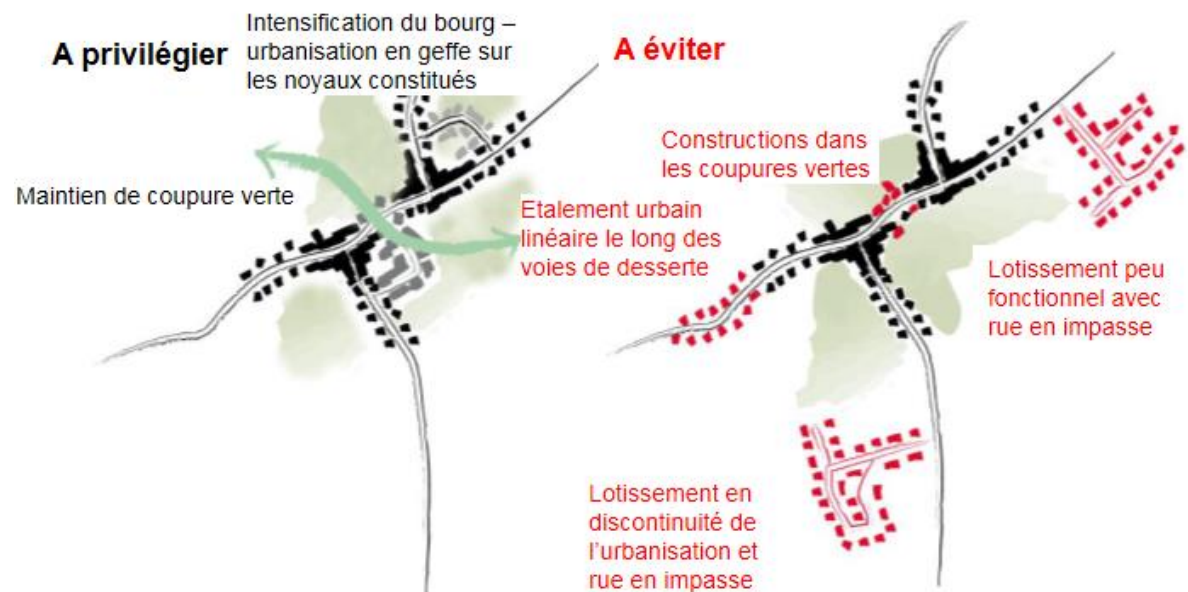 A privilégier
Intensification du bourg –
urbanisation en geffe sur
les noyaux constitués
Maintien de coupure verte
A éviter
Constructions dans
les coupures vertes
Etalement urbain
linéaire le long des
voies de desserte
Lotissement peu
fonctionnel avec
rue en impasse
Lotissement en
discontinuité de
l'urbanisation et
rue en impasse